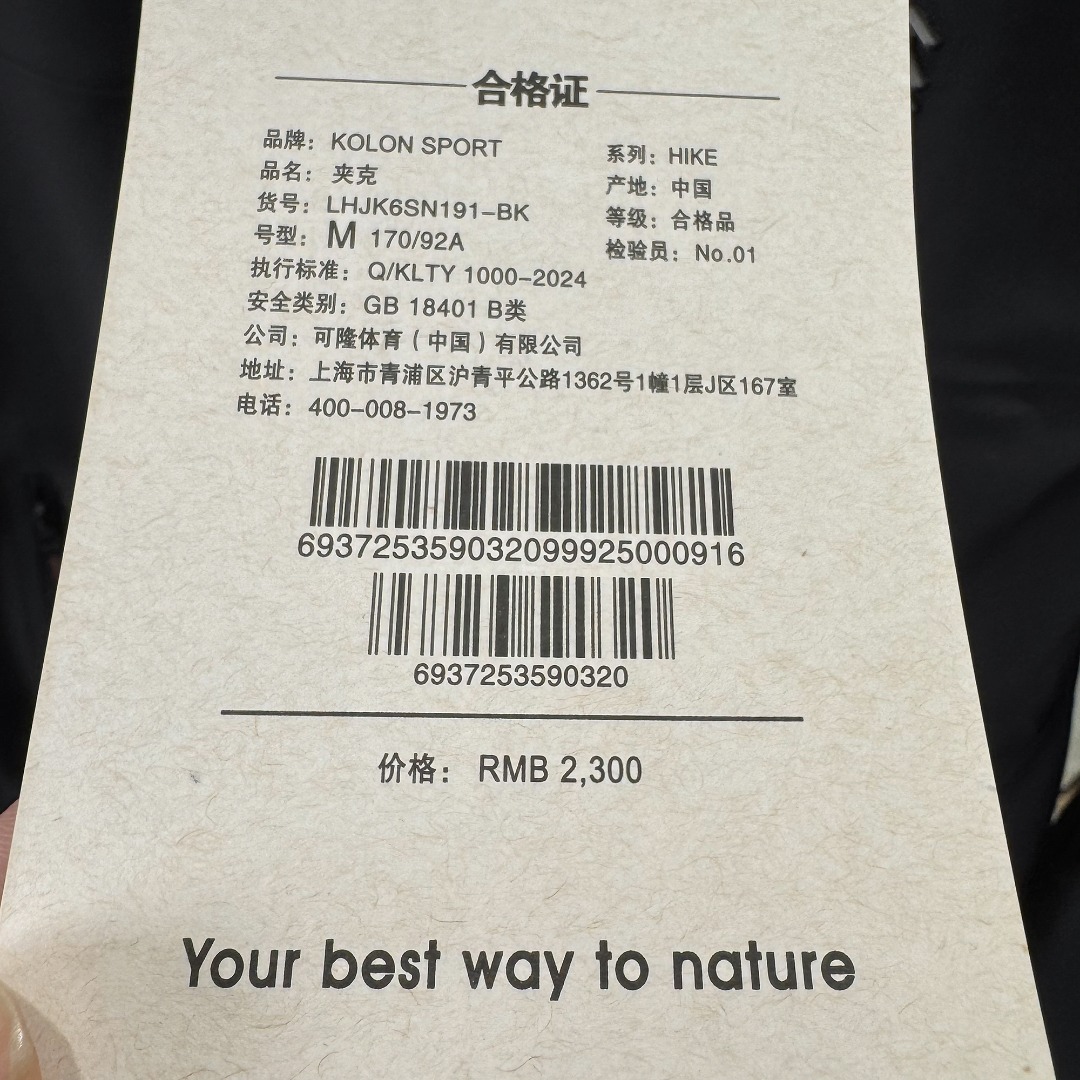 合格证
品牌：KOLON SPORT
品名：夹克
货号：LHJK6SN191-BK
号型：M 170/92A
执行标准：Q/KLTY 1000-2024
安全类别：GB 18401 B类
公司：可隆体育（中国）有限公司
地址：上海市青浦区沪青平公路1362号1幢1层J区167室
电话：400-008-1973
系列：HIKE
产地：中国
等级：合格品
检验员：No.01
693725359032099925000916
6937253590320
价格：RMB 2,300
Your best way to nature